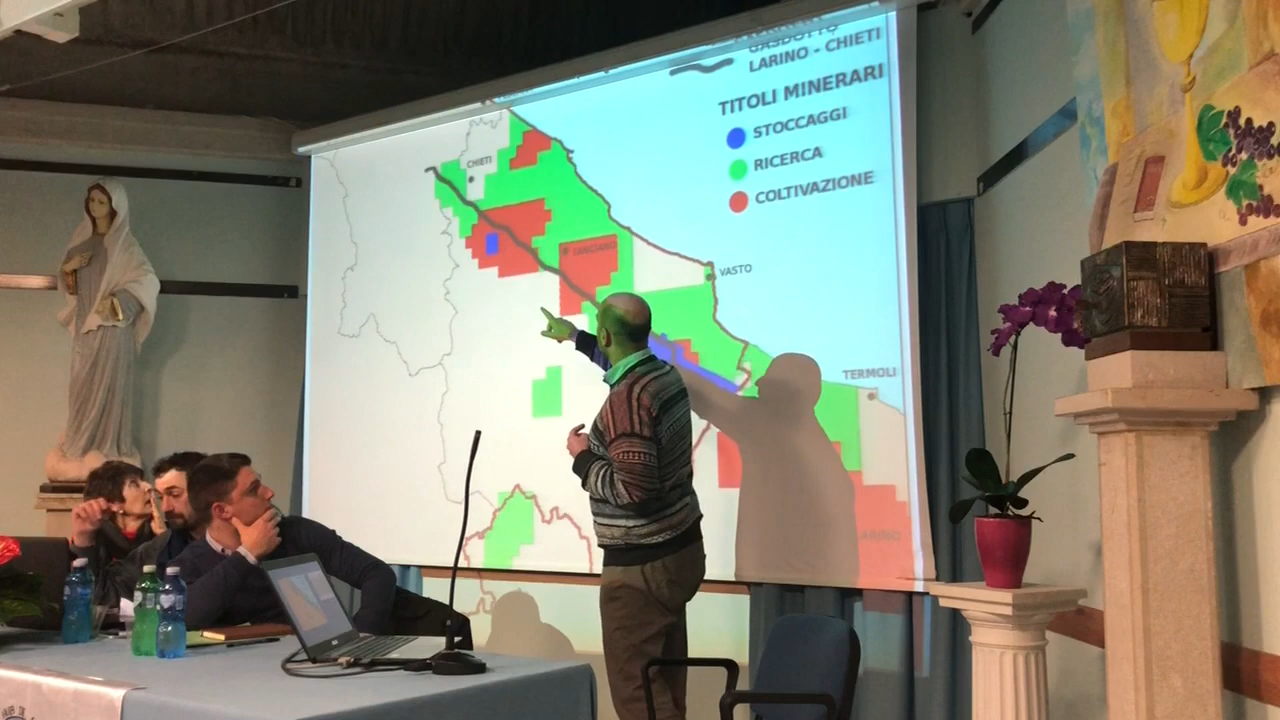 GASDOTTO
LARINO - CHIETI
TITOLI MINERARI
STOCCAGGI
RICERCA
COLTIVAZIONE
CHIETI
LANCIANO
VASTO
TERMOLI
LARINO